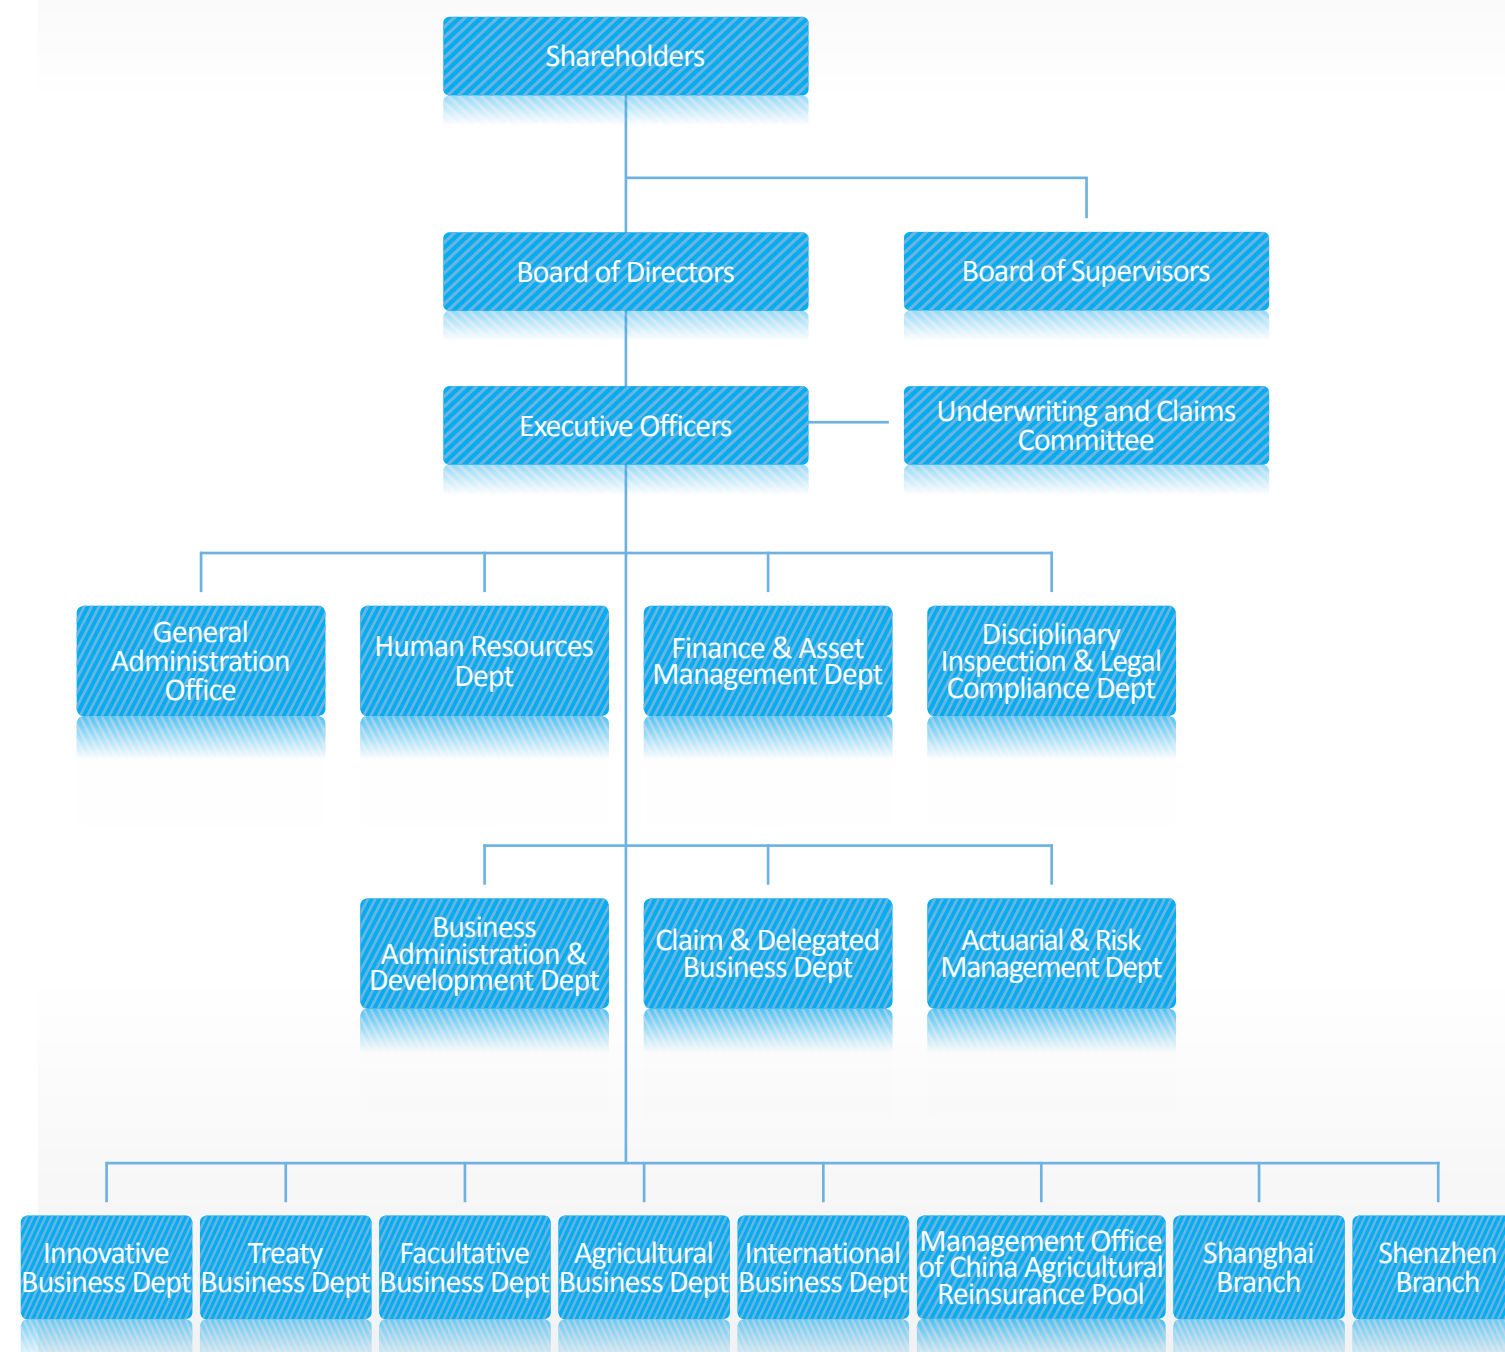 Shareholders
Board of Directors
Board of Supervisors
Executive Officers
Underwriting and Claims
Committee
General
Administration
Office
Human Resources
Dept
Finance & Asset
Management Dept
Disciplinary
Inspection & Legal
Compliance Dept
Business
Administration &
Development Dept
Claim & Delegated
Business Dept
Actuarial & Risk
Management Dept
Innovative
Business Dept
Treaty
Business Dept
Facultative
Business Dept
Agricultural
Business Dept
International
Business Dept
Management Office
of China Agricultural
Reinsurance Pool
Shanghai
Branch
Shenzhen
Branch